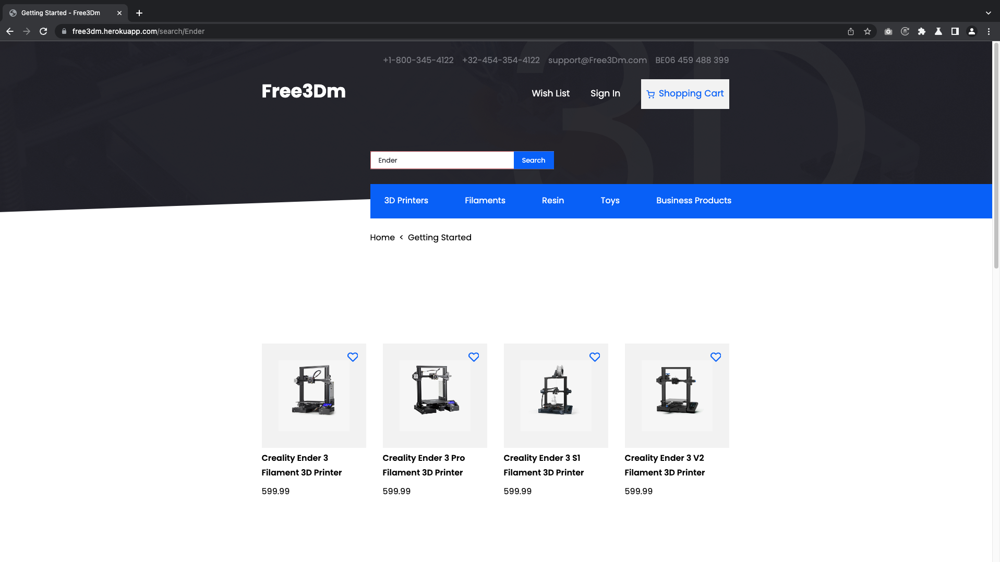 Getting Started - Free3Dm
free3dm.herokuapp.com/search/Ender
+1-800-345-4122 +32-454-354-4122 support@Free3Dm.com BE06 459 488 399
Free3Dm
Wish List Sign In Shopping Cart
3D
Ender Search
3D Printers Filaments Resin Toys Business Products
Home < Getting Started
Creality Ender 3
Filament 3D Printer
599.99
Creality Ender 3 Pro
Filament 3D Printer
599.99
Creality Ender 3 S1
Filament 3D Printer
599.99
Creality Ender 3 V2
Filament 3D Printer
599.99